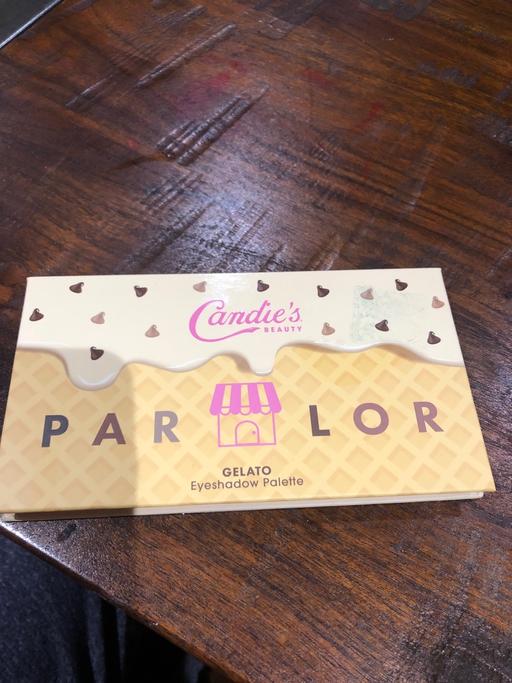 Candie's
BEAUTY
PAR LOR
GELATO
Eyeshadow Palette